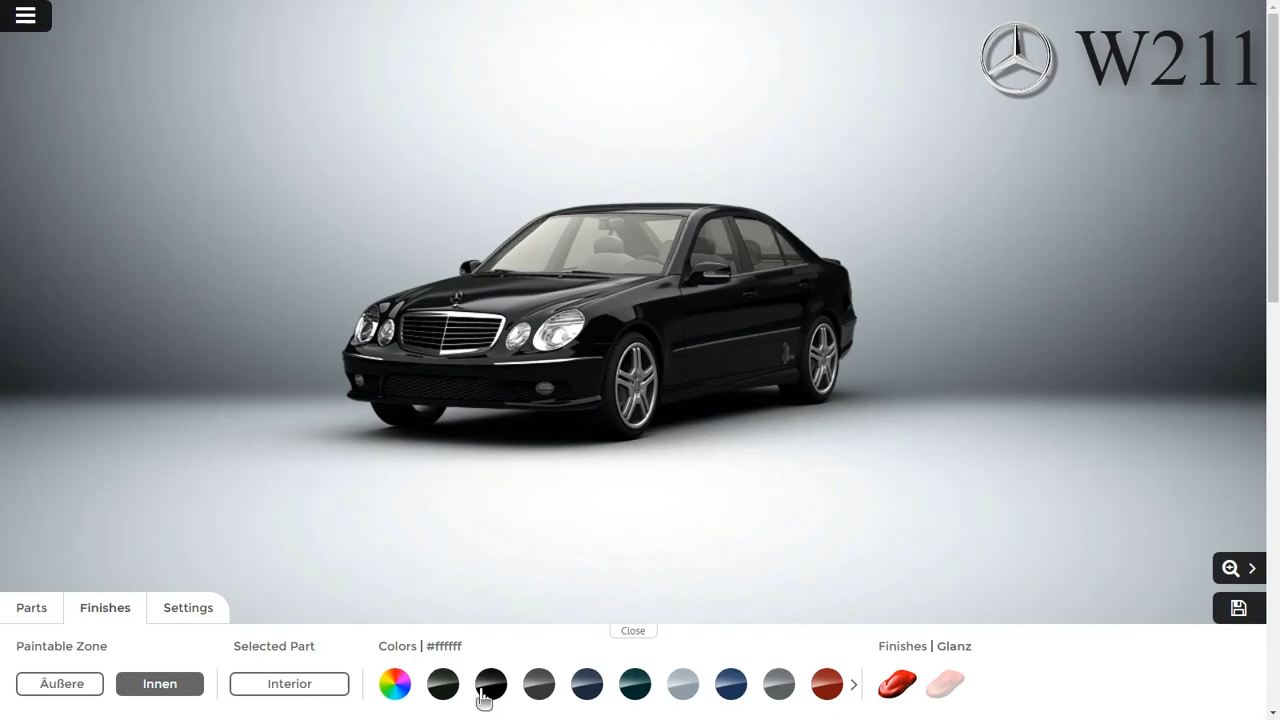 W211
Parts
Finishes
Settings
Close
Paintable Zone
Selected Part
Colors | #ffffff
Finishes | Glanz
Äußere
Innen
Interior